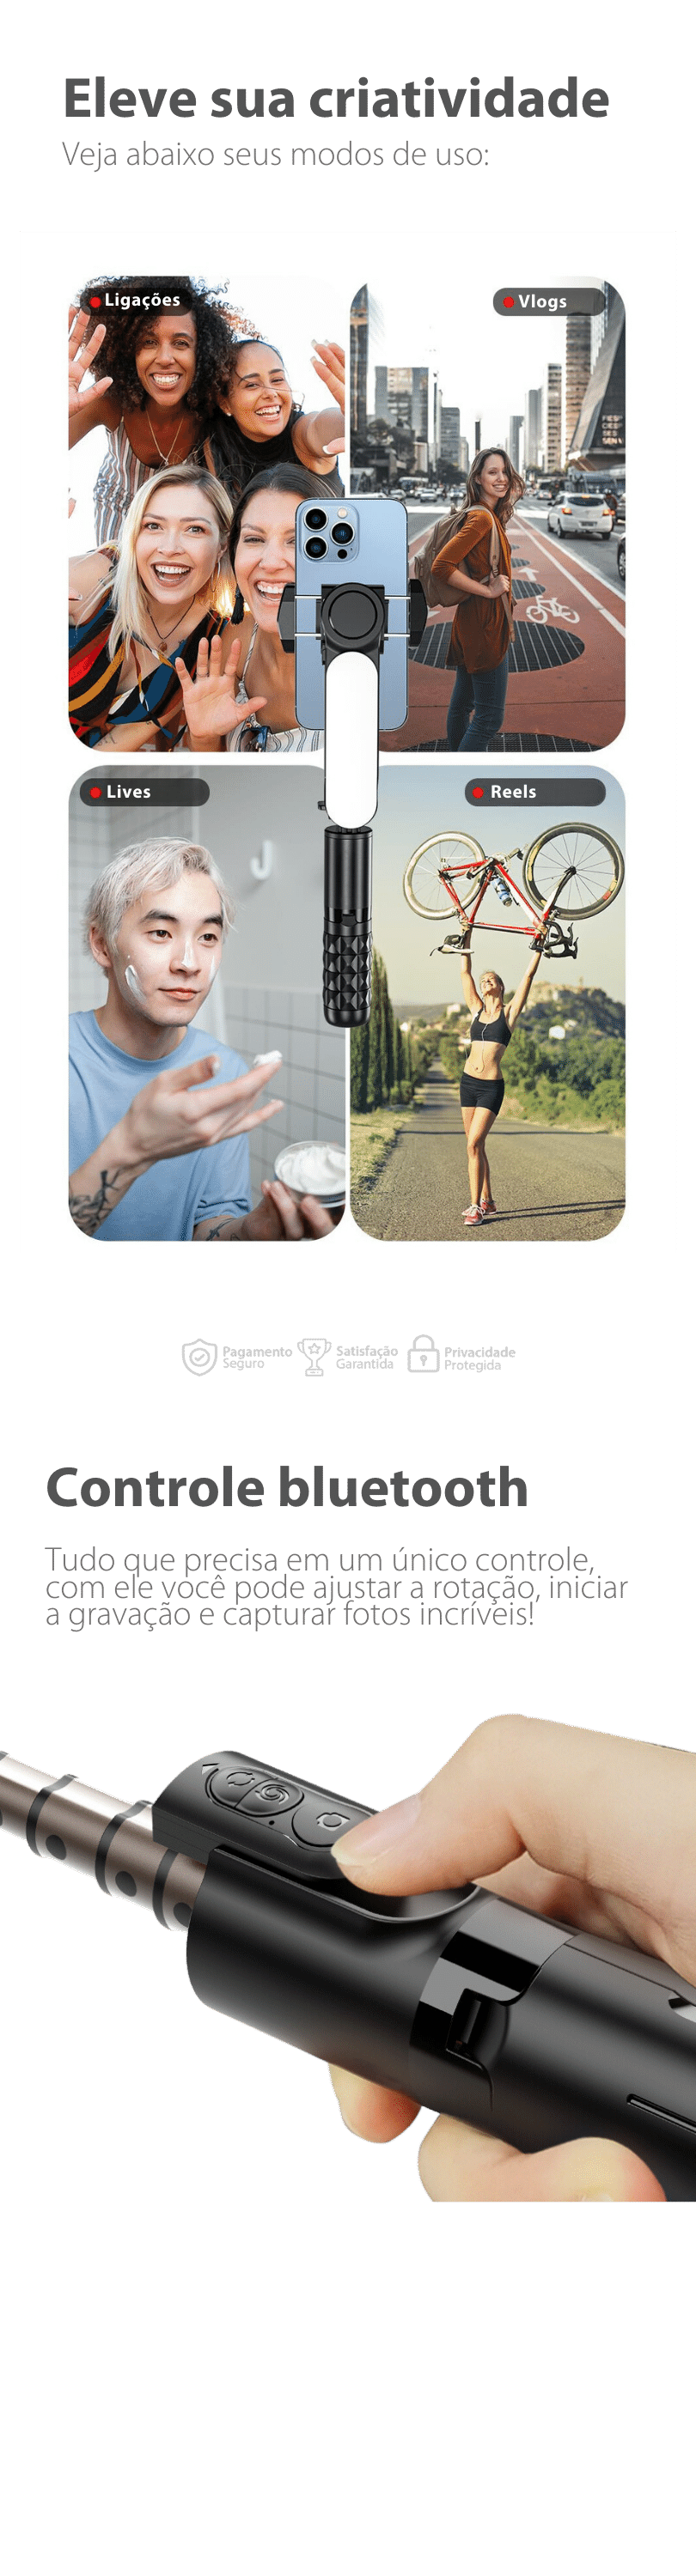 Eleve sua criatividade
Veja abaixo seus modos de uso:
Ligações
Vlogs
Lives
Reels
Pagamento
Seguro
Satisfação
Garantida
Privacidade
Protegida
Controle bluetooth
Tudo que precisa em um único controle,
com ele você pode ajustar a rotação, iniciar
a gravação e capturar fotos incríveis!